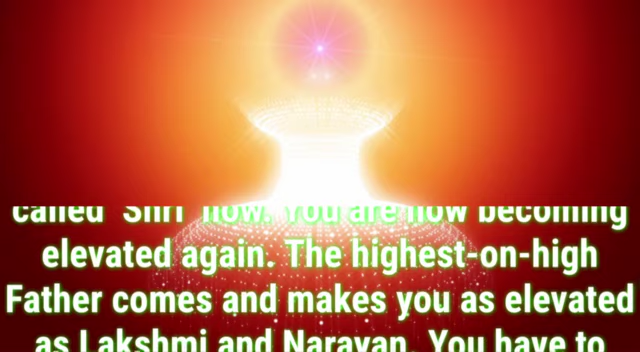 called 'Shri' now. You are now becoming
elevated again. The highest-on-high
Father comes and makes you as elevated
as Lakshmi and Narayan. You have to